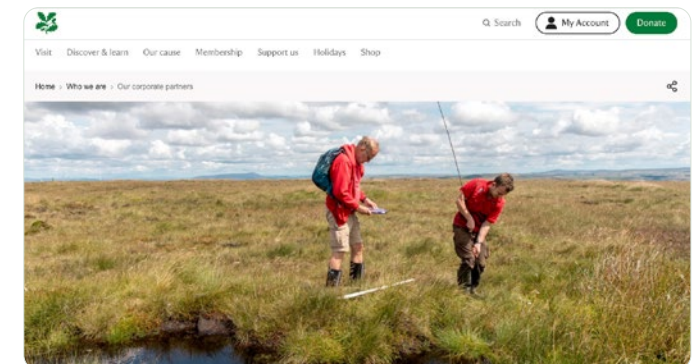 Search My Account Donate
Visit Discover & learn Our cause Membership Support us Holidays Shop
Home › Who we are › Our corporate partners